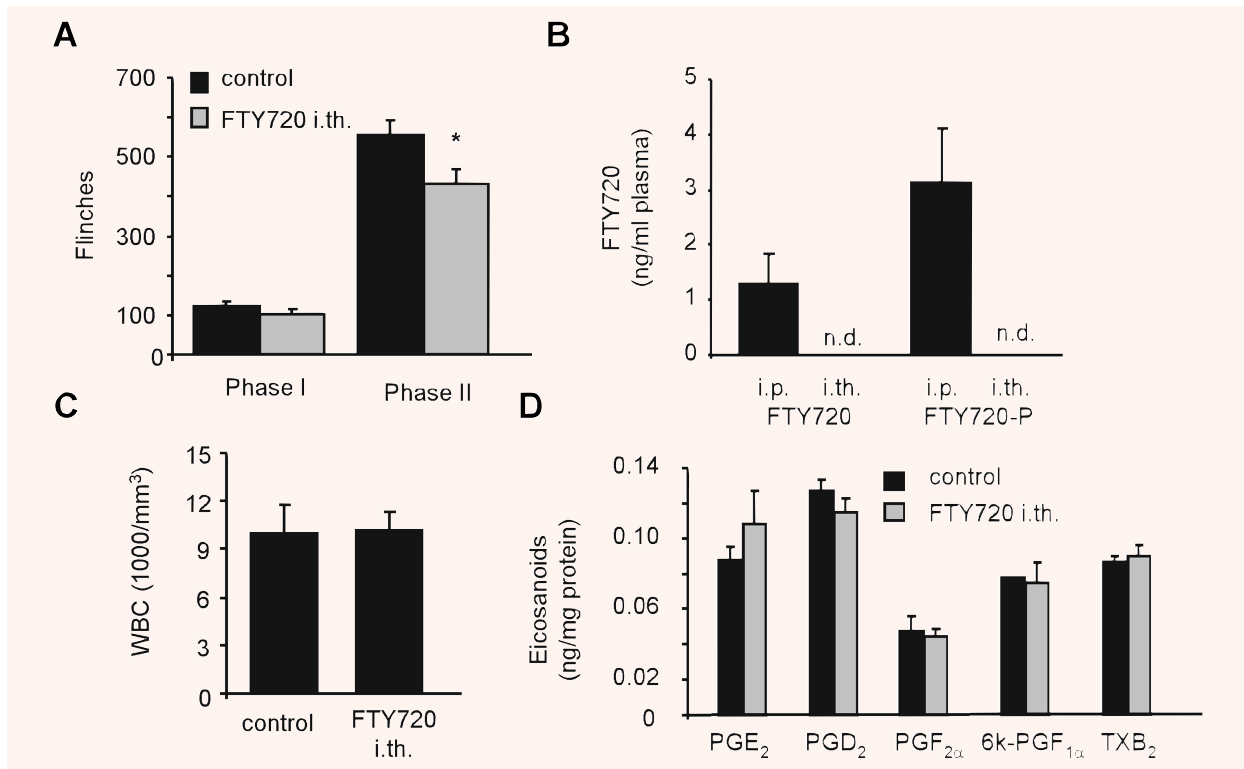 A
700
500
300
100
0
Flinches
control
FTY720 i.th.
*
Phase I
Phase II
B
5
4
3
2
1
0
FTY720
(ng/ml plasma)
n.d.
n.d.
i.p.
i.th.
i.p.
i.th.
FTY720
FTY720-P
C
15
12
9
6
3
0
WBC (1000/mm³)
control
FTY720
i.th.
D
0.14
0.10
0.06
0.02
0
Eicosanoids
(ng/mg protein)
control
FTY720 i.th.
PGE₂
PGD₂
PGF₂α
6k-PGF₁α
TXB₂